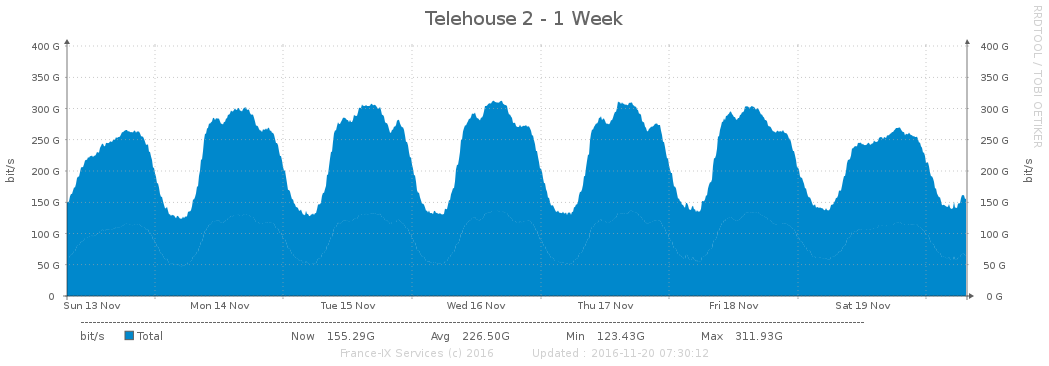 Telehouse 2 - 1 Week
RRDTOOL / TOBI OETIKER
400 G 400 G
350 G 350 G
300 G 300 G
250 G 250 G
200 G 200 G
150 G 150 G
100 G 100 G
50 G 50 G
0 0 G
bit/s bit/s
Sun 13 Nov Mon 14 Nov Tue 15 Nov Wed 16 Nov Thu 17 Nov Fri 18 Nov Sat 19 Nov
bit/s Total Now 155.29G Avg 226.50G Min 123.43G Max 311.93G
France-IX Services (c) 2016 Updated : 2016-11-20 07:30:12